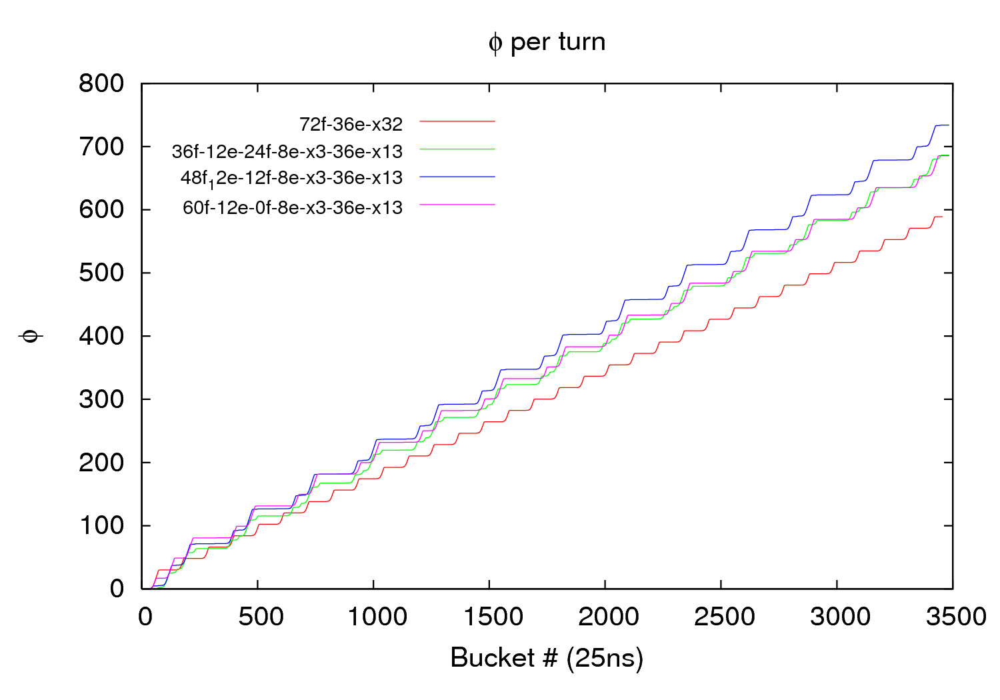 ϕ per turn
800
700
600
500
400
300
200
100
0
72f-36e-x32
36f-12e-24f-8e-x3-36e-x13
48f₁2e-12f-8e-x3-36e-x13
60f-12e-0f-8e-x3-36e-x13
ϕ
0 500 1000 1500 2000 2500 3000 3500
Bucket # (25ns)